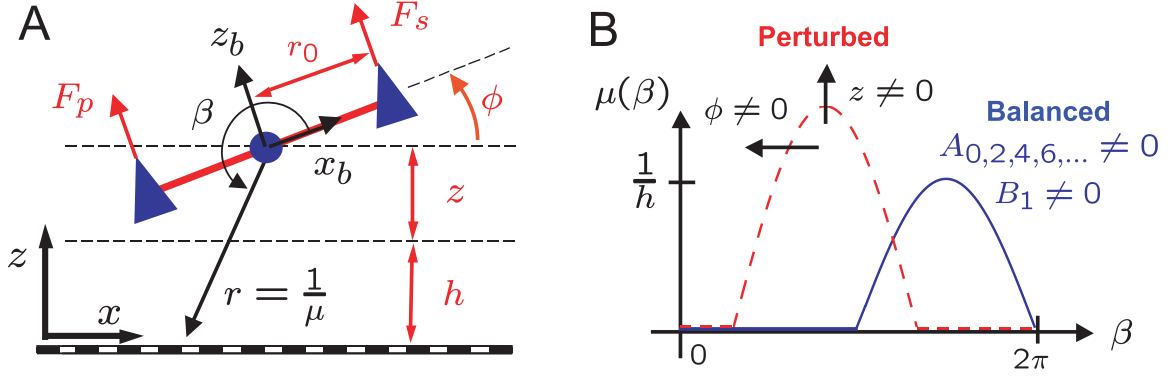 A
F_s
z_b
r_0
F_p
β
ϕ
x_b
z
z
r = 1/μ
h
x
B
Perturbed
μ(β)
z ≠ 0
ϕ ≠ 0
Balanced
A_{0,2,4,6,...} ≠ 0
1/h
B_1 ≠ 0
0
2π
β